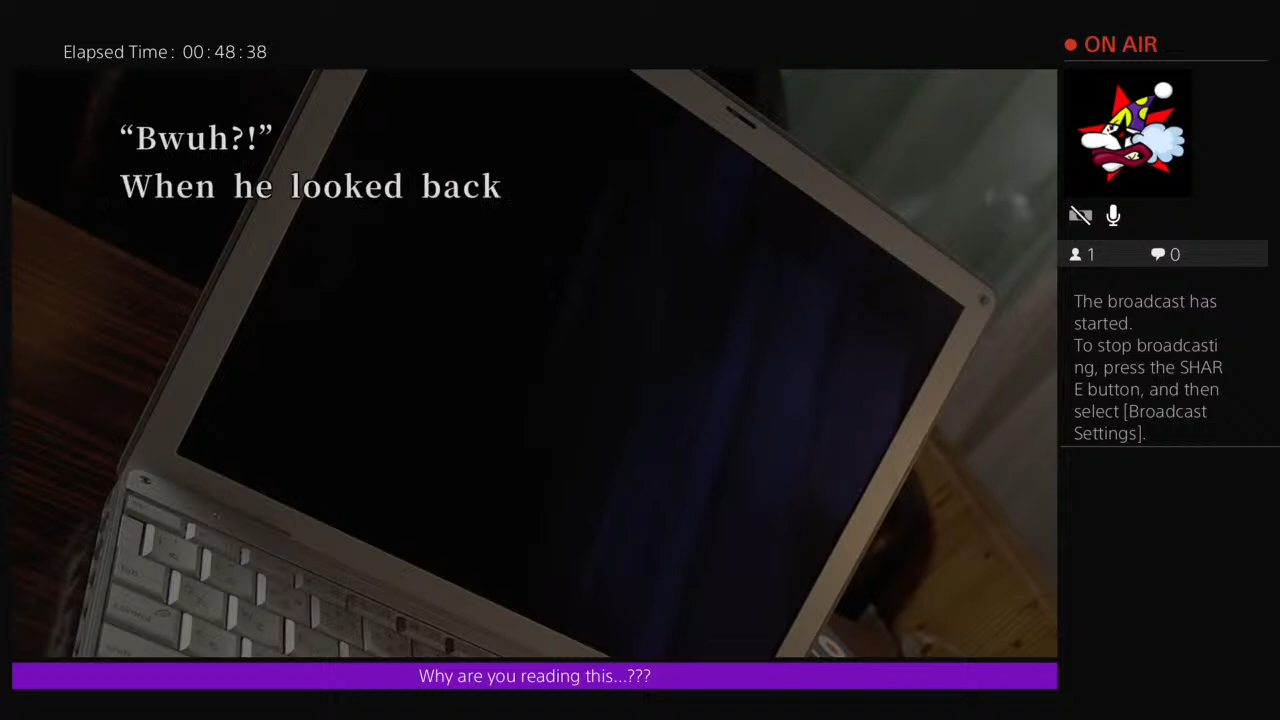 Elapsed Time: 00:48:38
ON AIR
“Bwuh?!”
When he looked back
1
0
The broadcast has
started.
To stop broadcasti
ng, press the SHAR
E button, and then
select [Broadcast
Settings].
Why are you reading this...???